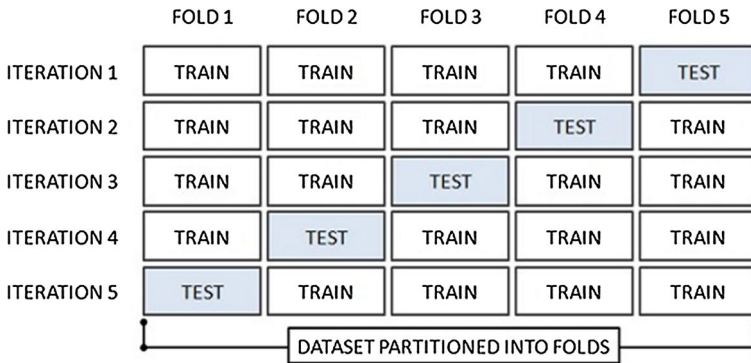 FOLD 1 FOLD 2 FOLD 3 FOLD 4 FOLD 5
ITERATION 1 TRAIN TRAIN TRAIN TRAIN TEST
ITERATION 2 TRAIN TRAIN TRAIN TEST TRAIN
ITERATION 3 TRAIN TRAIN TEST TRAIN TRAIN
ITERATION 4 TRAIN TEST TRAIN TRAIN TRAIN
ITERATION 5 TEST TRAIN TRAIN TRAIN TRAIN
DATASET PARTITIONED INTO FOLDS